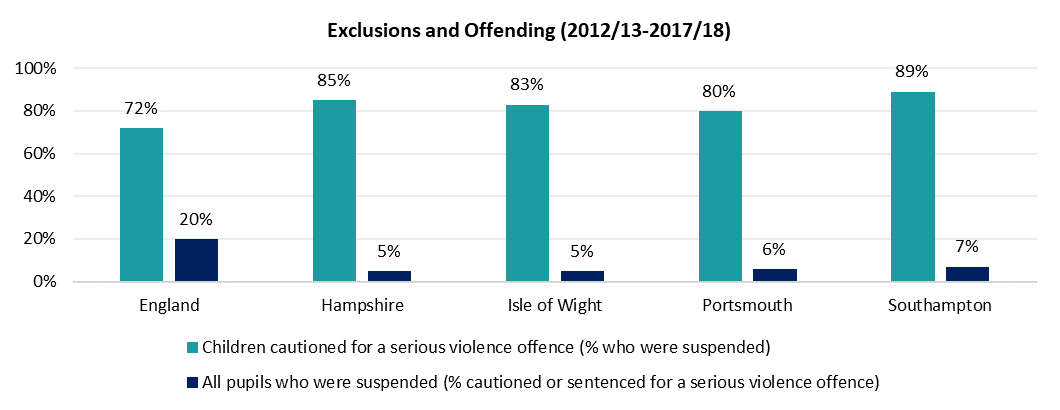 Exclusions and Offending (2012/13-2017/18)
100%
80%
60%
40%
20%
0%
72%
20%
85%
5%
83%
5%
80%
6%
89%
7%
England
Hampshire
Isle of Wight
Portsmouth
Southampton
Children cautioned for a serious violence offence (% who were suspended)
All pupils who were suspended (% cautioned or sentenced for a serious violence offence)